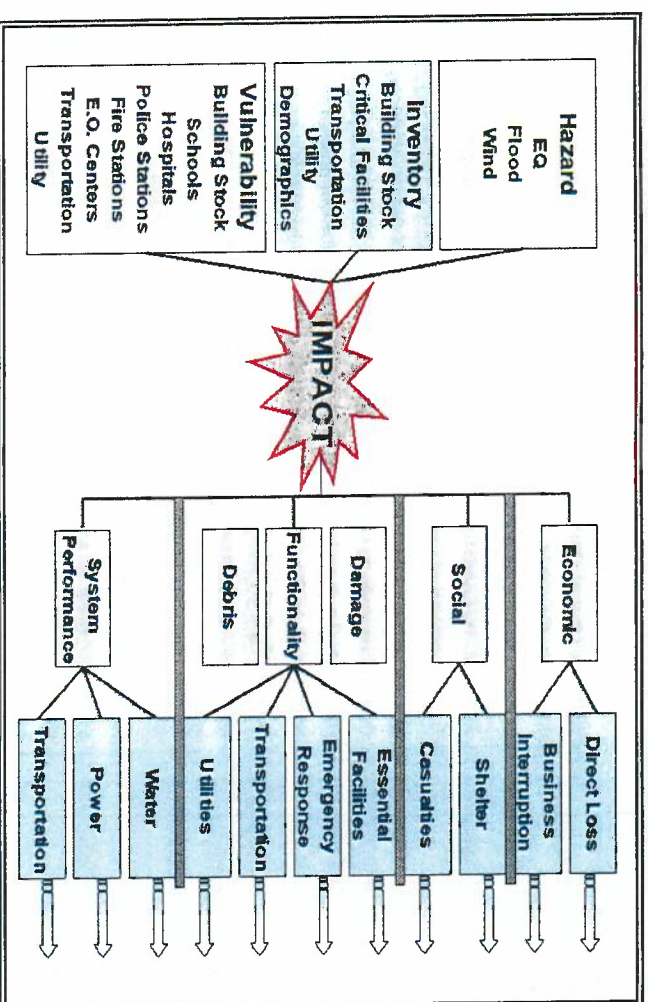 Hazard
EQ
Flood
Wind
Inventory
Building Stock
Critical Facilities
Transportation
Utility
Demographics
Vulnerability
Building Stock
Schools
Hospitals
Police Stations
Fire Stations
E.O. Centers
Transportation
Utility
IMPACT
Economic
Direct Loss
Business
Interruption
Social
Shelter
Casualties
Damage
Functionality
Debris
Essential
Facilities
Emergency
Response
Transportation
Utilities
System
Performance
Water
Power
Transportation